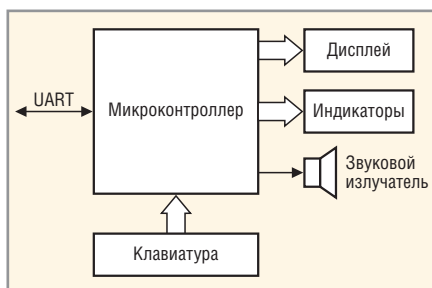 Дисплей
UART
Микроконтроллер
Индикаторы
Звуковой
излучатель
Клавиатура